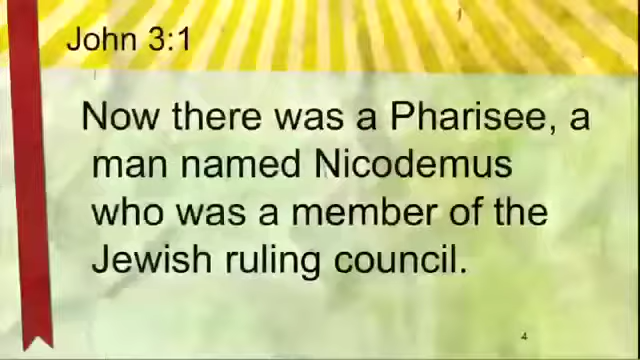 John 3:1
Now there was a Pharisee, a
man named Nicodemus
who was a member of the
Jewish ruling council.
4